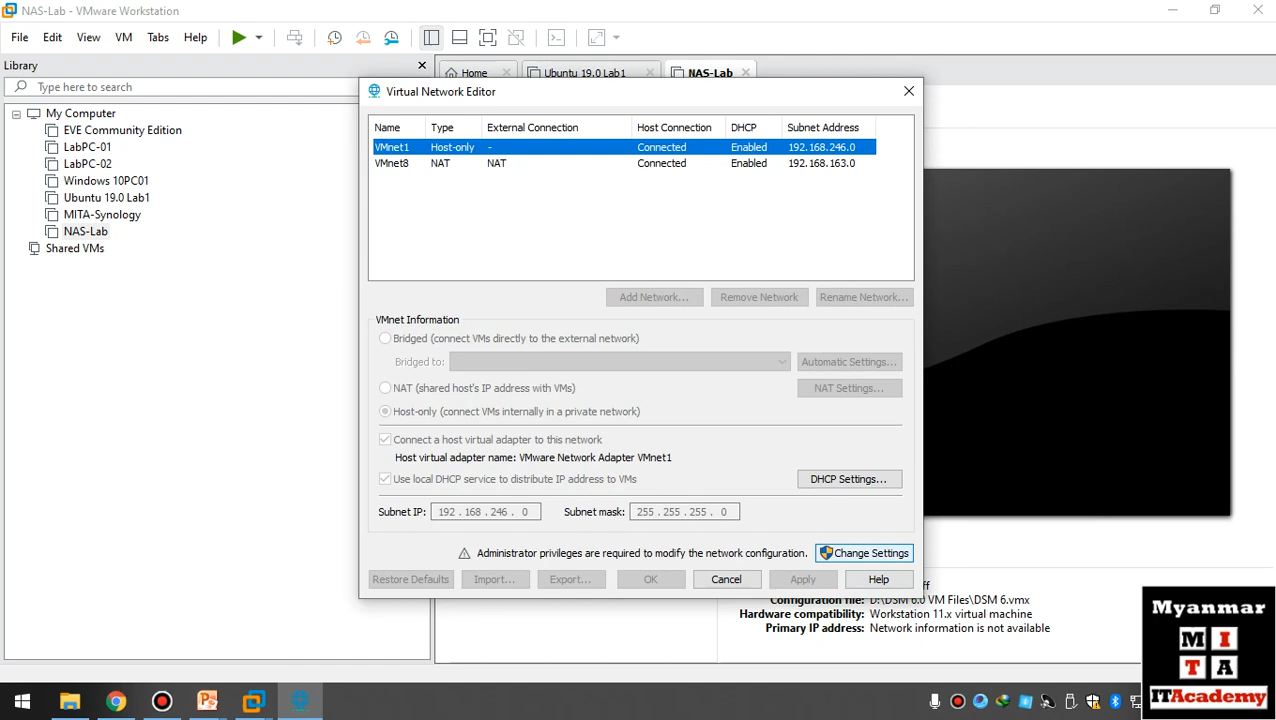 NAS-Lab - VMware Workstation
File Edit View VM Tabs Help
Library
Type here to search
My Computer
EVE Community Edition
LabPC-01
LabPC-02
Windows 10PC01
Ubuntu 19.0 Lab1
MITA-Synology
NAS-Lab
Shared VMs
Home Ubuntu 19.0 Lab1 NAS-Lab
Virtual Network Editor
Name Type External Connection Host Connection DHCP Subnet Address
VMnet1 Host-only - Connected Enabled 192.168.246.0
VMnet8 NAT NAT Connected Enabled 192.168.163.0
Add Network... Remove Network Rename Network...
VMnet Information
Bridged (connect VMs directly to the external network)
Bridged to: Automatic Settings...
NAT (shared host's IP address with VMs) NAT Settings...
Host-only (connect VMs internally in a private network)
Connect a host virtual adapter to this network
Host virtual adapter name: VMware Network Adapter VMnet1
Use local DHCP service to distribute IP address to VMs DHCP Settings...
Subnet IP: 192 . 168 . 246 . 0 Subnet mask: 255 . 255 . 255 . 0
Administrator privileges are required to modify the network configuration. Change Settings
Restore Defaults Import... Export... OK Cancel Apply Help
Configuration file: D:\DSM 6.0 VM Files\DSM 6.vmx
Hardware compatibility: Workstation 11.x virtual machine
Primary IP address: Network information is not available
Myanmar
M I
T A
ITAcademy